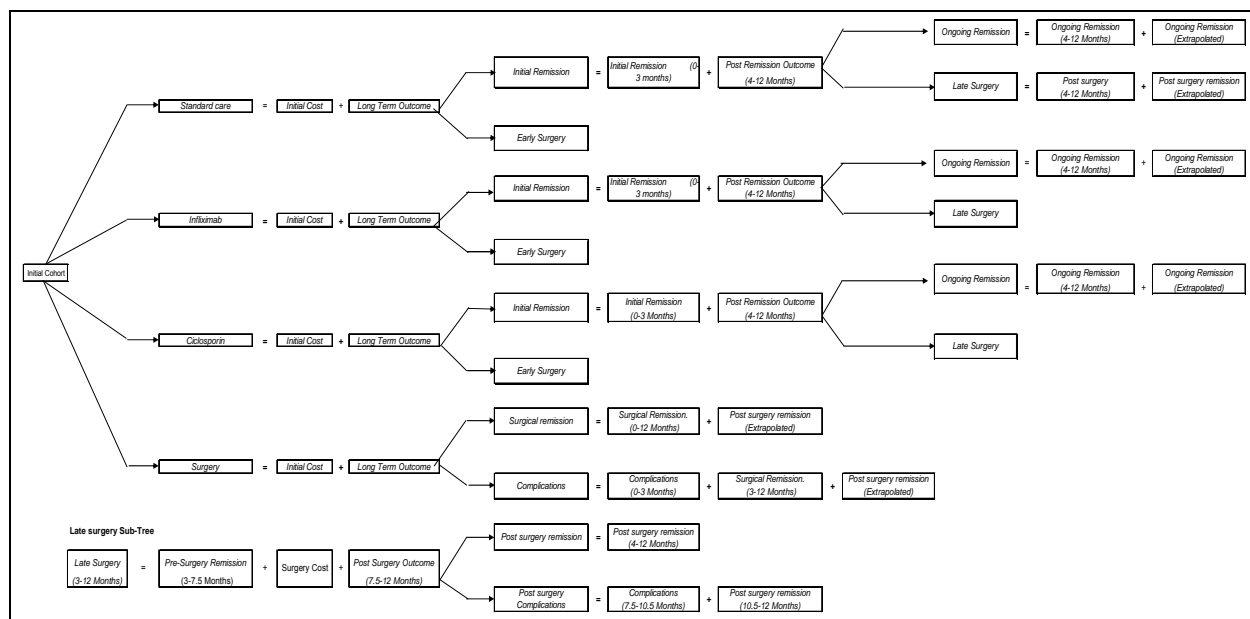 Ongoing Remission = Ongoing Remission + Ongoing Remission
(4-12 Months) (Extrapolated)
Initial Remission = Initial Remission (0- + Post Remission Outcome
3 months) (4-12 Months)
Late Surgery = Post surgery + Post surgery remission
(4-12 Months) (Extrapolated)
Standard care = Initial Cost + Long Term Outcome
Early Surgery
Ongoing Remission = Ongoing Remission + Ongoing Remission
(4-12 Months) (Extrapolated)
Initial Remission = Initial Remission (0- + Post Remission Outcome
3 months) (4-12 Months)
Late Surgery
Infliximab = Initial Cost + Long Term Outcome
Early Surgery
Initial Cohort
Ongoing Remission = Ongoing Remission + Ongoing Remission
(4-12 Months) (Extrapolated)
Initial Remission = Initial Remission + Post Remission Outcome
(0-3 Months) (4-12 Months)
Ciclosporin = Initial Cost + Long Term Outcome
Late Surgery
Early Surgery
Surgical remission = Surgical Remission. + Post surgery remission
(0-12 Months) (Extrapolated)
Surgery = Initial Cost + Long Term Outcome
Complications = Complications + Surgical Remission. + Post surgery remission
(0-3 Months) (3-12 Months) (Extrapolated)
Late surgery Sub-Tree
Post surgery remission = Post surgery remission
(4-12 Months)
Late Surgery = Pre-Surgery Remission + Surgery Cost + Post Surgery Outcome
(3-12 Months) (3-7.5 Months) (7.5-12 Months)
Post surgery = Complications + Post surgery remission
Complications (7.5-10.5 Months) (10.5-12 Months)